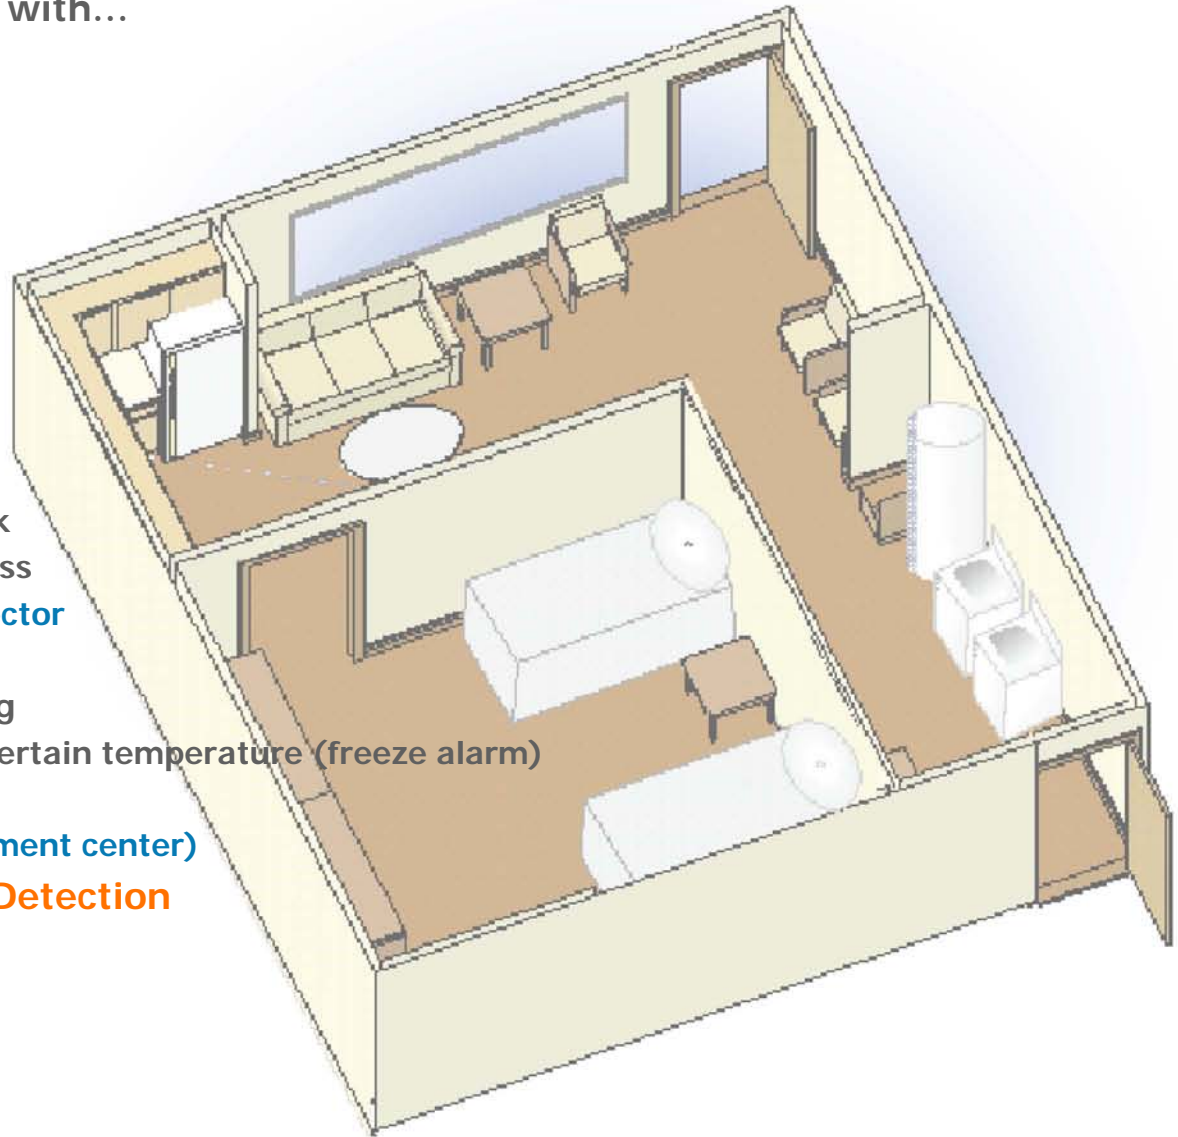 with...
k
ss
ctor
g
ertain temperature (freeze alarm)
ment center)
Detection